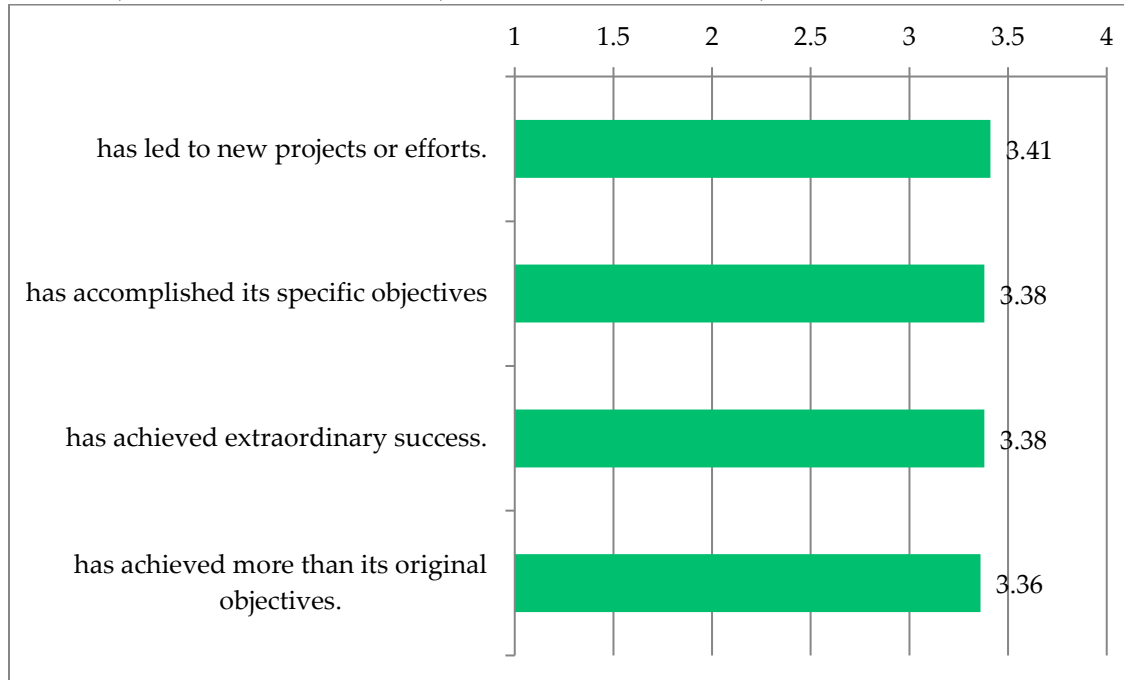 1 1.5 2 2.5 3 3.5 4
has led to new projects or efforts. 3.41
has accomplished its specific objectives 3.38
has achieved extraordinary success. 3.38
has achieved more than its original
objectives. 3.36